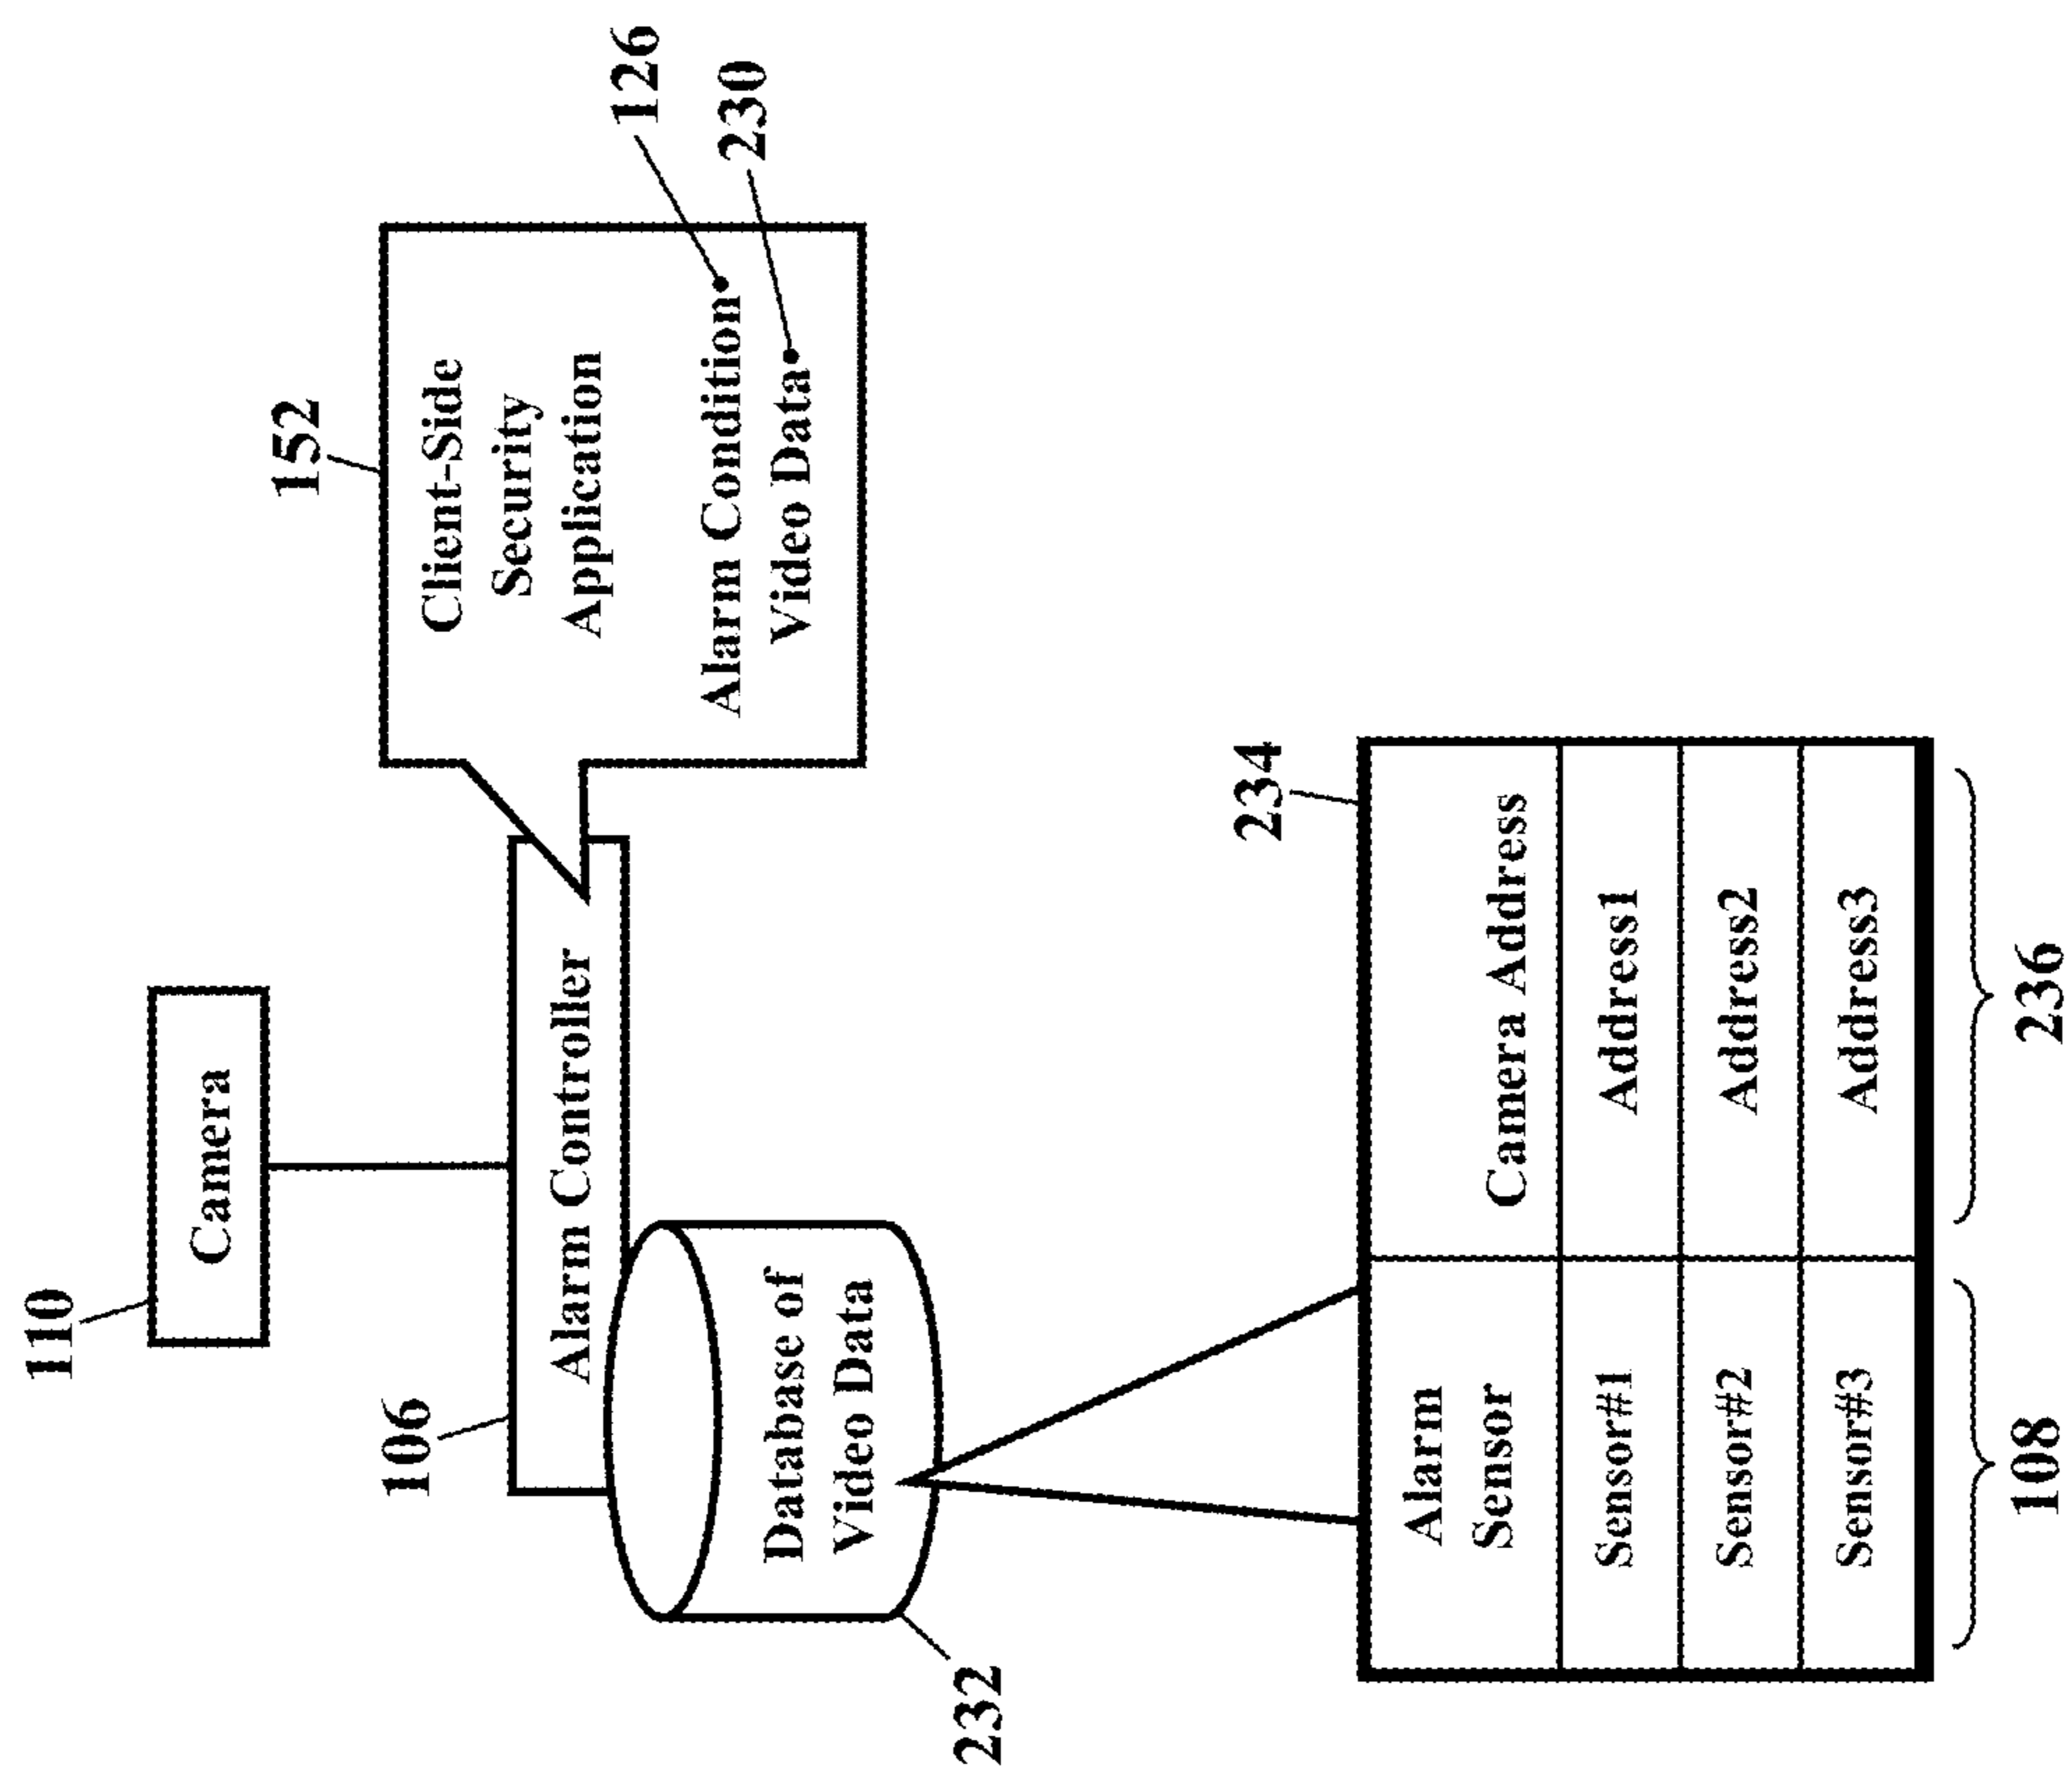 110
Camera
106
Alarm Controller
152
Client-Side
Security
Application
Alarm Condition
Video Data
126
230
232
Database of
Video Data
234
Alarm
Sensor
Camera Address
Sensor#1
Address1
Sensor#2
Address2
Sensor#3
Address3
108
236